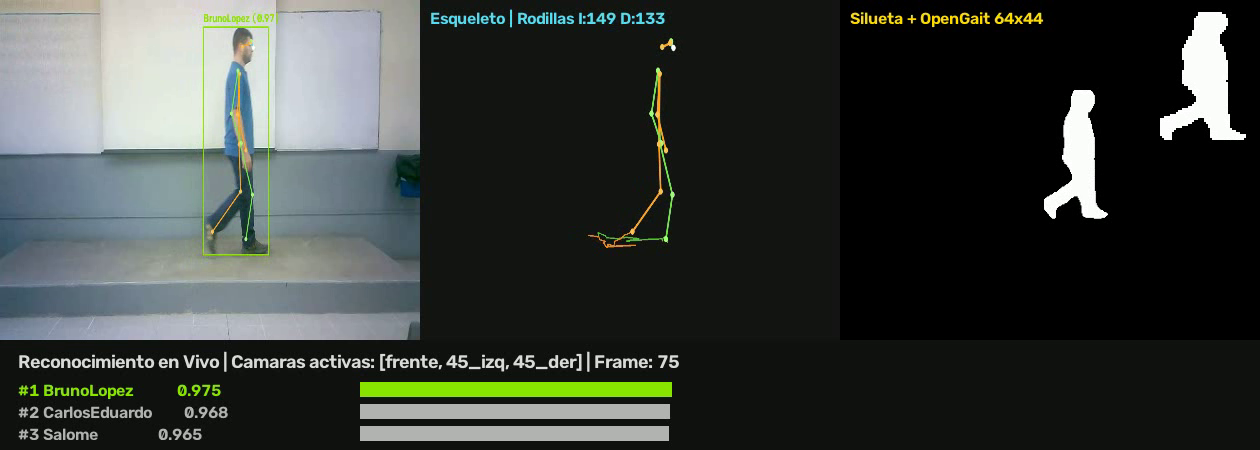 BrunoLopez (0.97
Esqueleto | Rodillas I:149 D:133
Silueta + OpenGait 64x44
Reconocimiento en Vivo | Camaras activas: [frente, 45_izq, 45_der] | Frame: 75
#1 BrunoLopez 0.975
#2 CarlosEduardo 0.968
#3 Salome 0.965